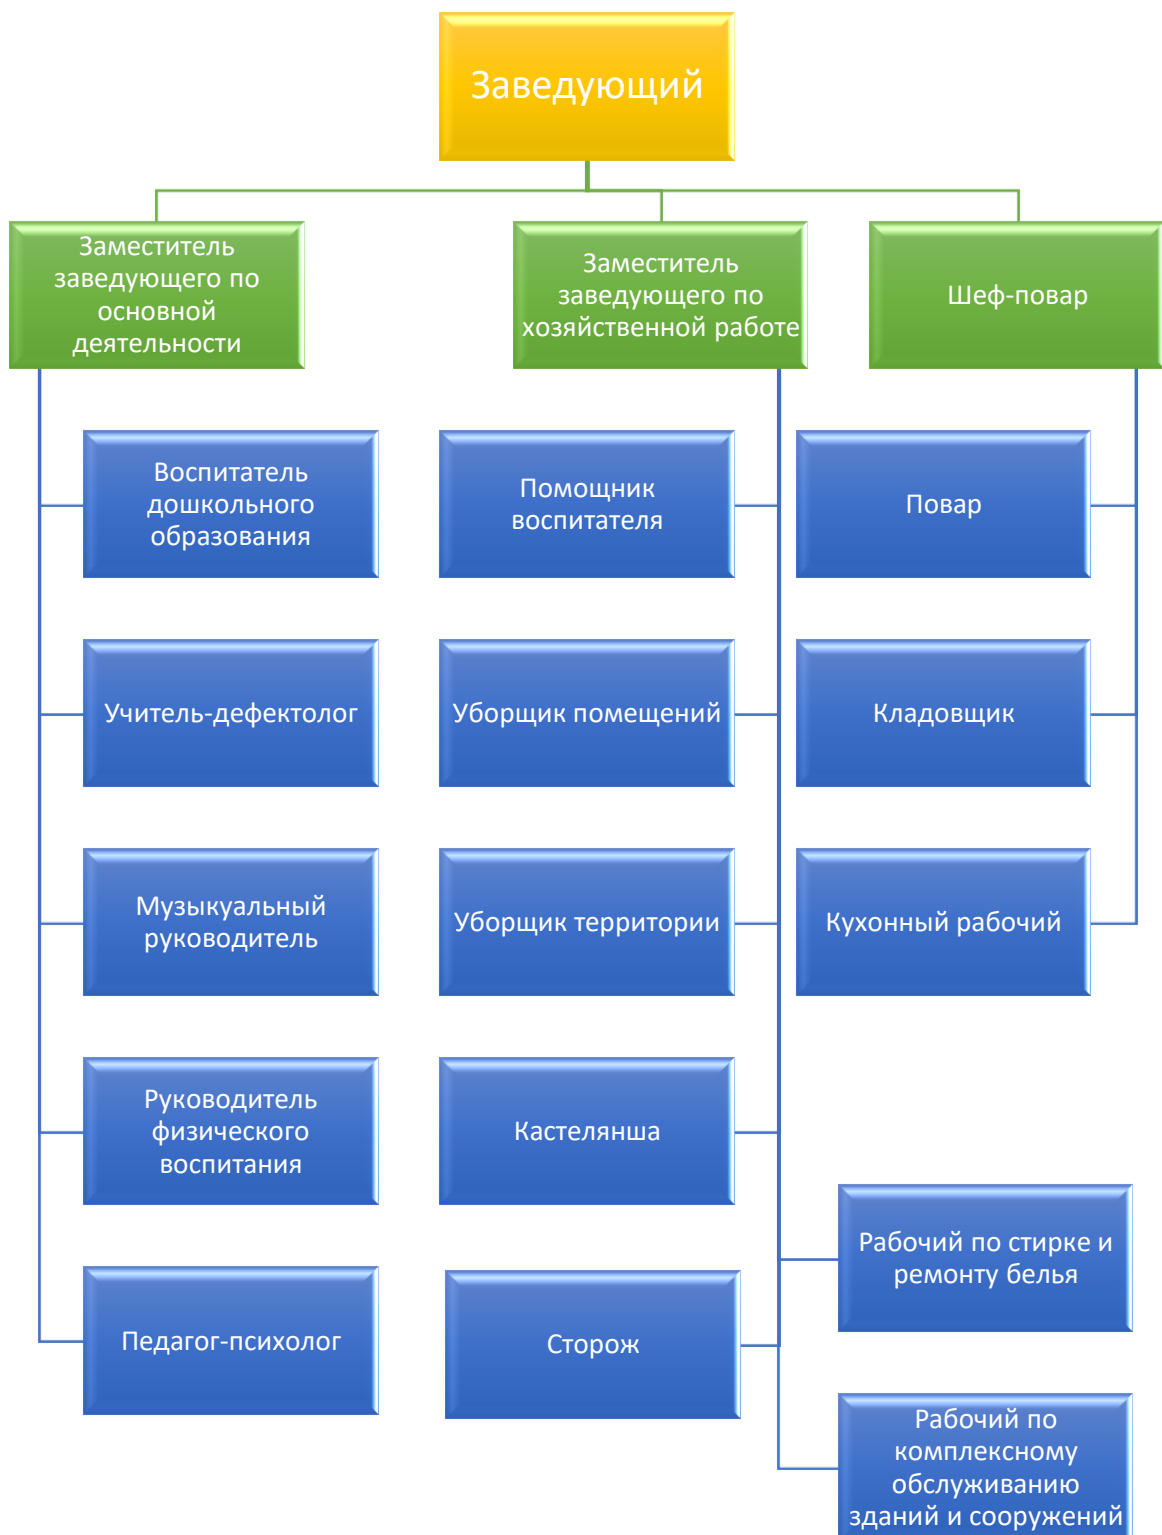 Заведующий
Заместитель
заведующего по
основной
деятельности
Заместитель
заведующего по
хозяйственной работе
Шеф-повар
Воспитатель
дошкольного
образования
Помощник
воспитателя
Повар
Учитель-дефектолог
Уборщик помещений
Кладовщик
Музыкуальный
руководитель
Уборщик территории
Кухонный рабочий
Руководитель
физического
воспитания
Кастелянша
Рабочий по стирке и
ремонту белья
Педагог-психолог
Сторож
Рабочий по
комплексному
обслуживанию
зданий и сооружений